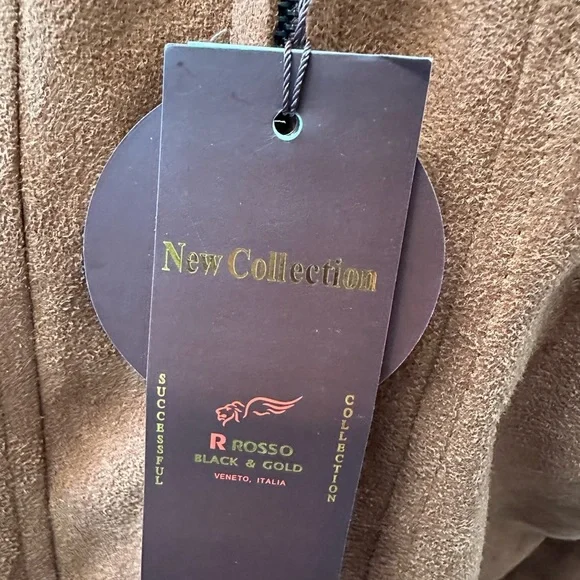 New Collection
SUCCESSFUL
R ROSSO
BLACK & GOLD
VENETO, ITALIA
COLLECTION